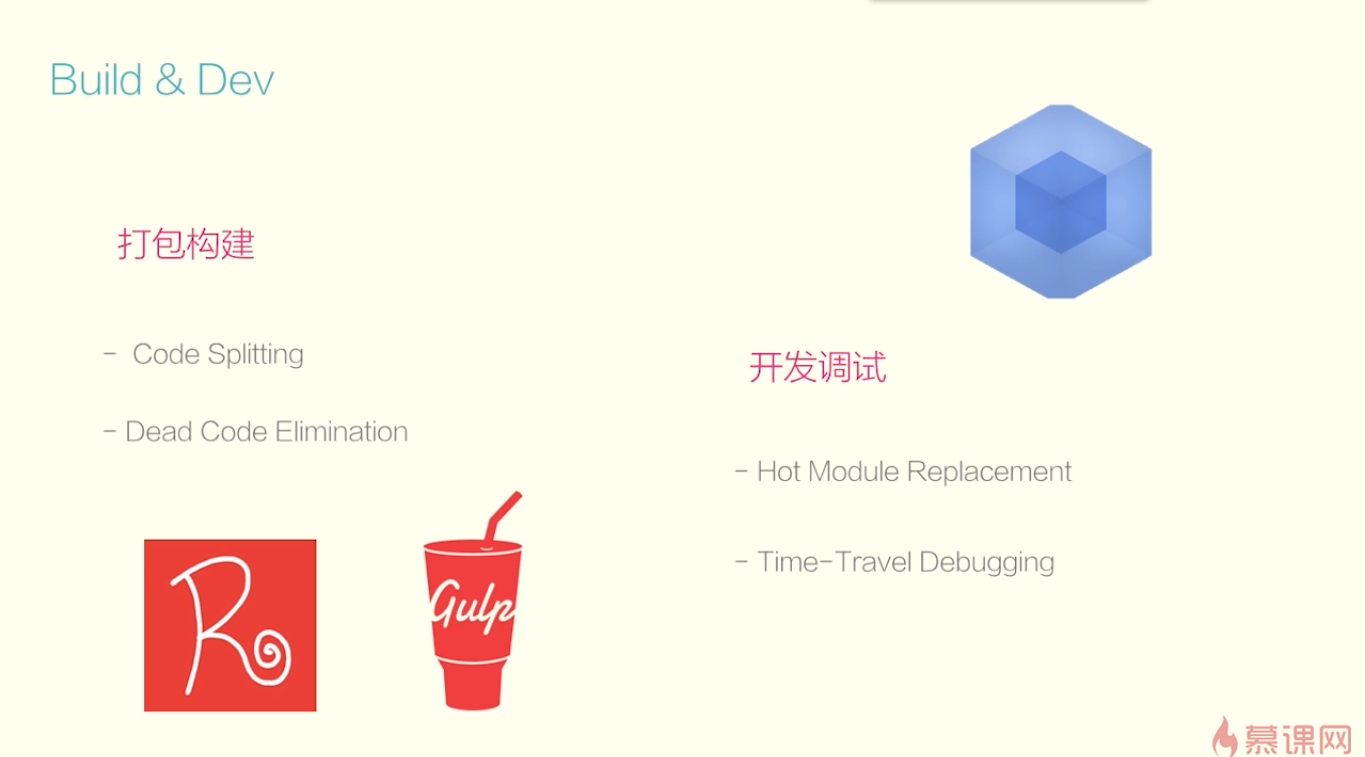 Build & Dev
打包构建
- Code Splitting
- Dead Code Elimination
开发调试
- Hot Module Replacement
- Time-Travel Debugging
R
Gulp
慕课网